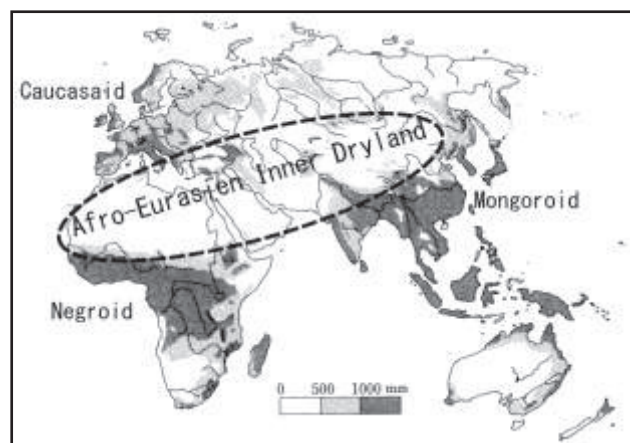 Caucasaid
Afro-Eurasien Inner Dryland
Mongoroid
Negroid
0 500 1000 mm